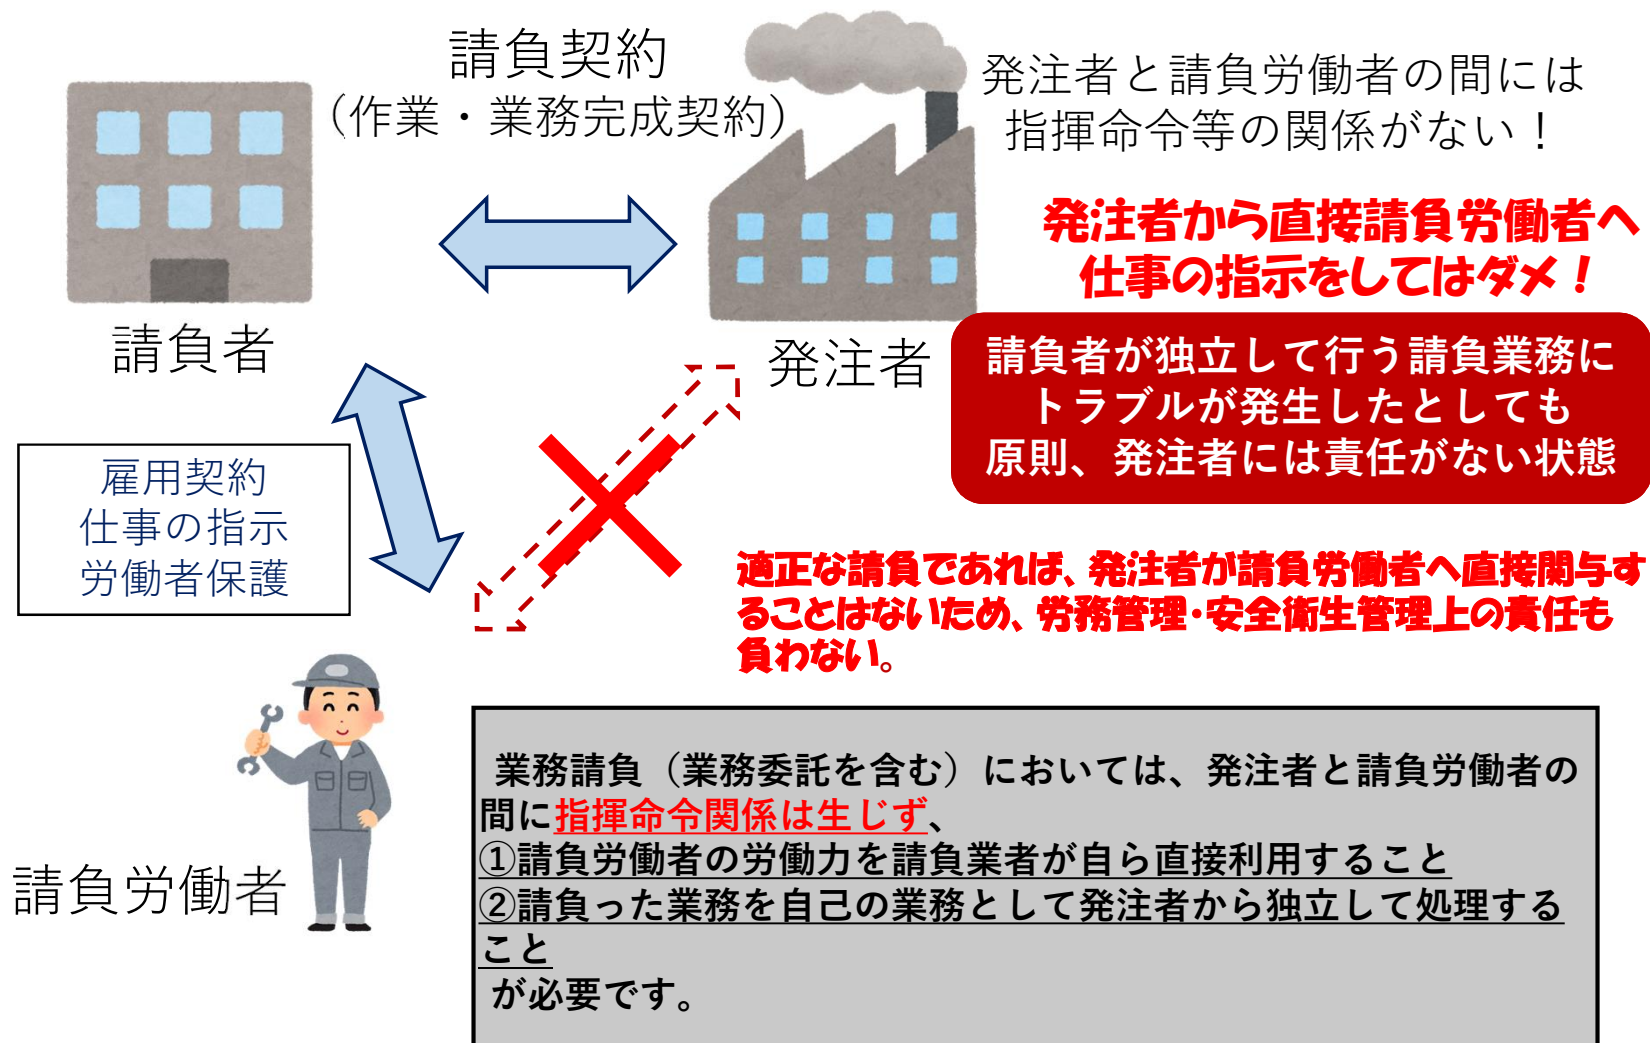 請負契約
（作業・業務完成契約）
発注者と請負労働者の間には
指揮命令等の関係がない！
発注者から直接請負労働者へ
仕事の指示をしてはダメ！
請負者
発注者
請負者が独立して行う請負業務に
トラブルが発生したとしても
原則、発注者には責任がない状態
雇用契約
仕事の指示
労働者保護
適正な請負であれば、発注者が請負労働者へ直接関与す
ることはないため、労務管理・安全衛生管理上の責任も
負わない。
請負労働者
業務請負（業務委託を含む）においては、発注者と請負労働者の
間に指揮命令関係は生じず、
①請負労働者の労働力を請負業者が自ら直接利用すること
②請負った業務を自己の業務として発注者から独立して処理する
こと
が必要です。